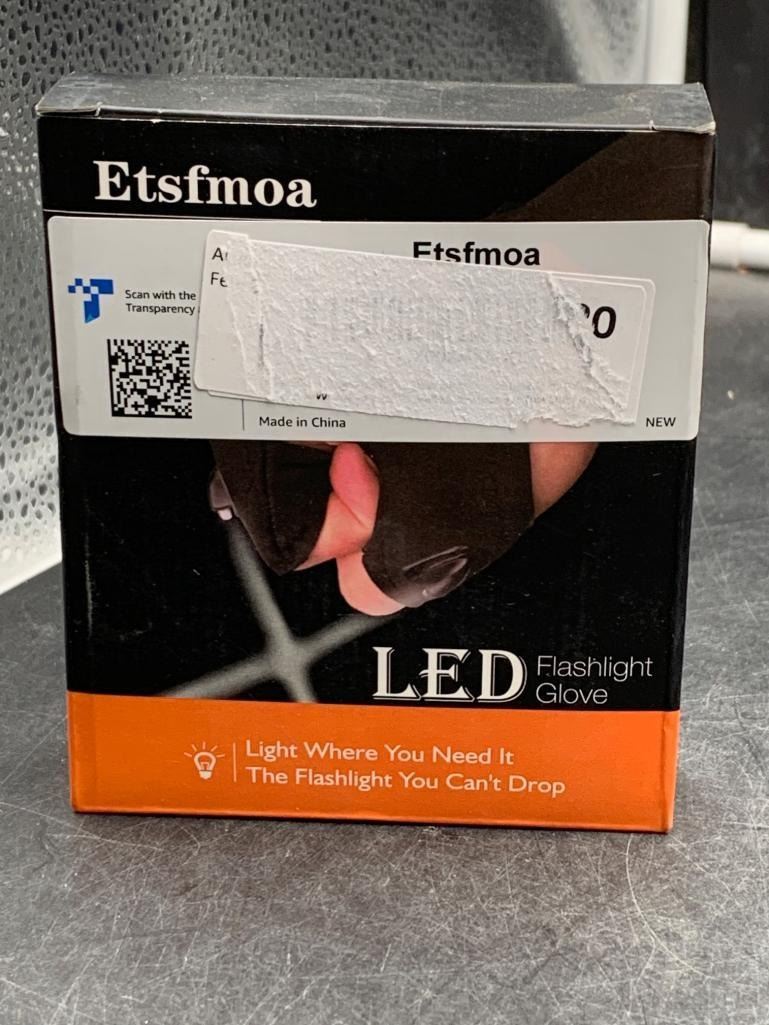 Etsfmoa
Etsfmoa
Scan with the
Transparency
Made in China
NEW
LED Flashlight
Glove
Light Where You Need It
The Flashlight You Can't Drop